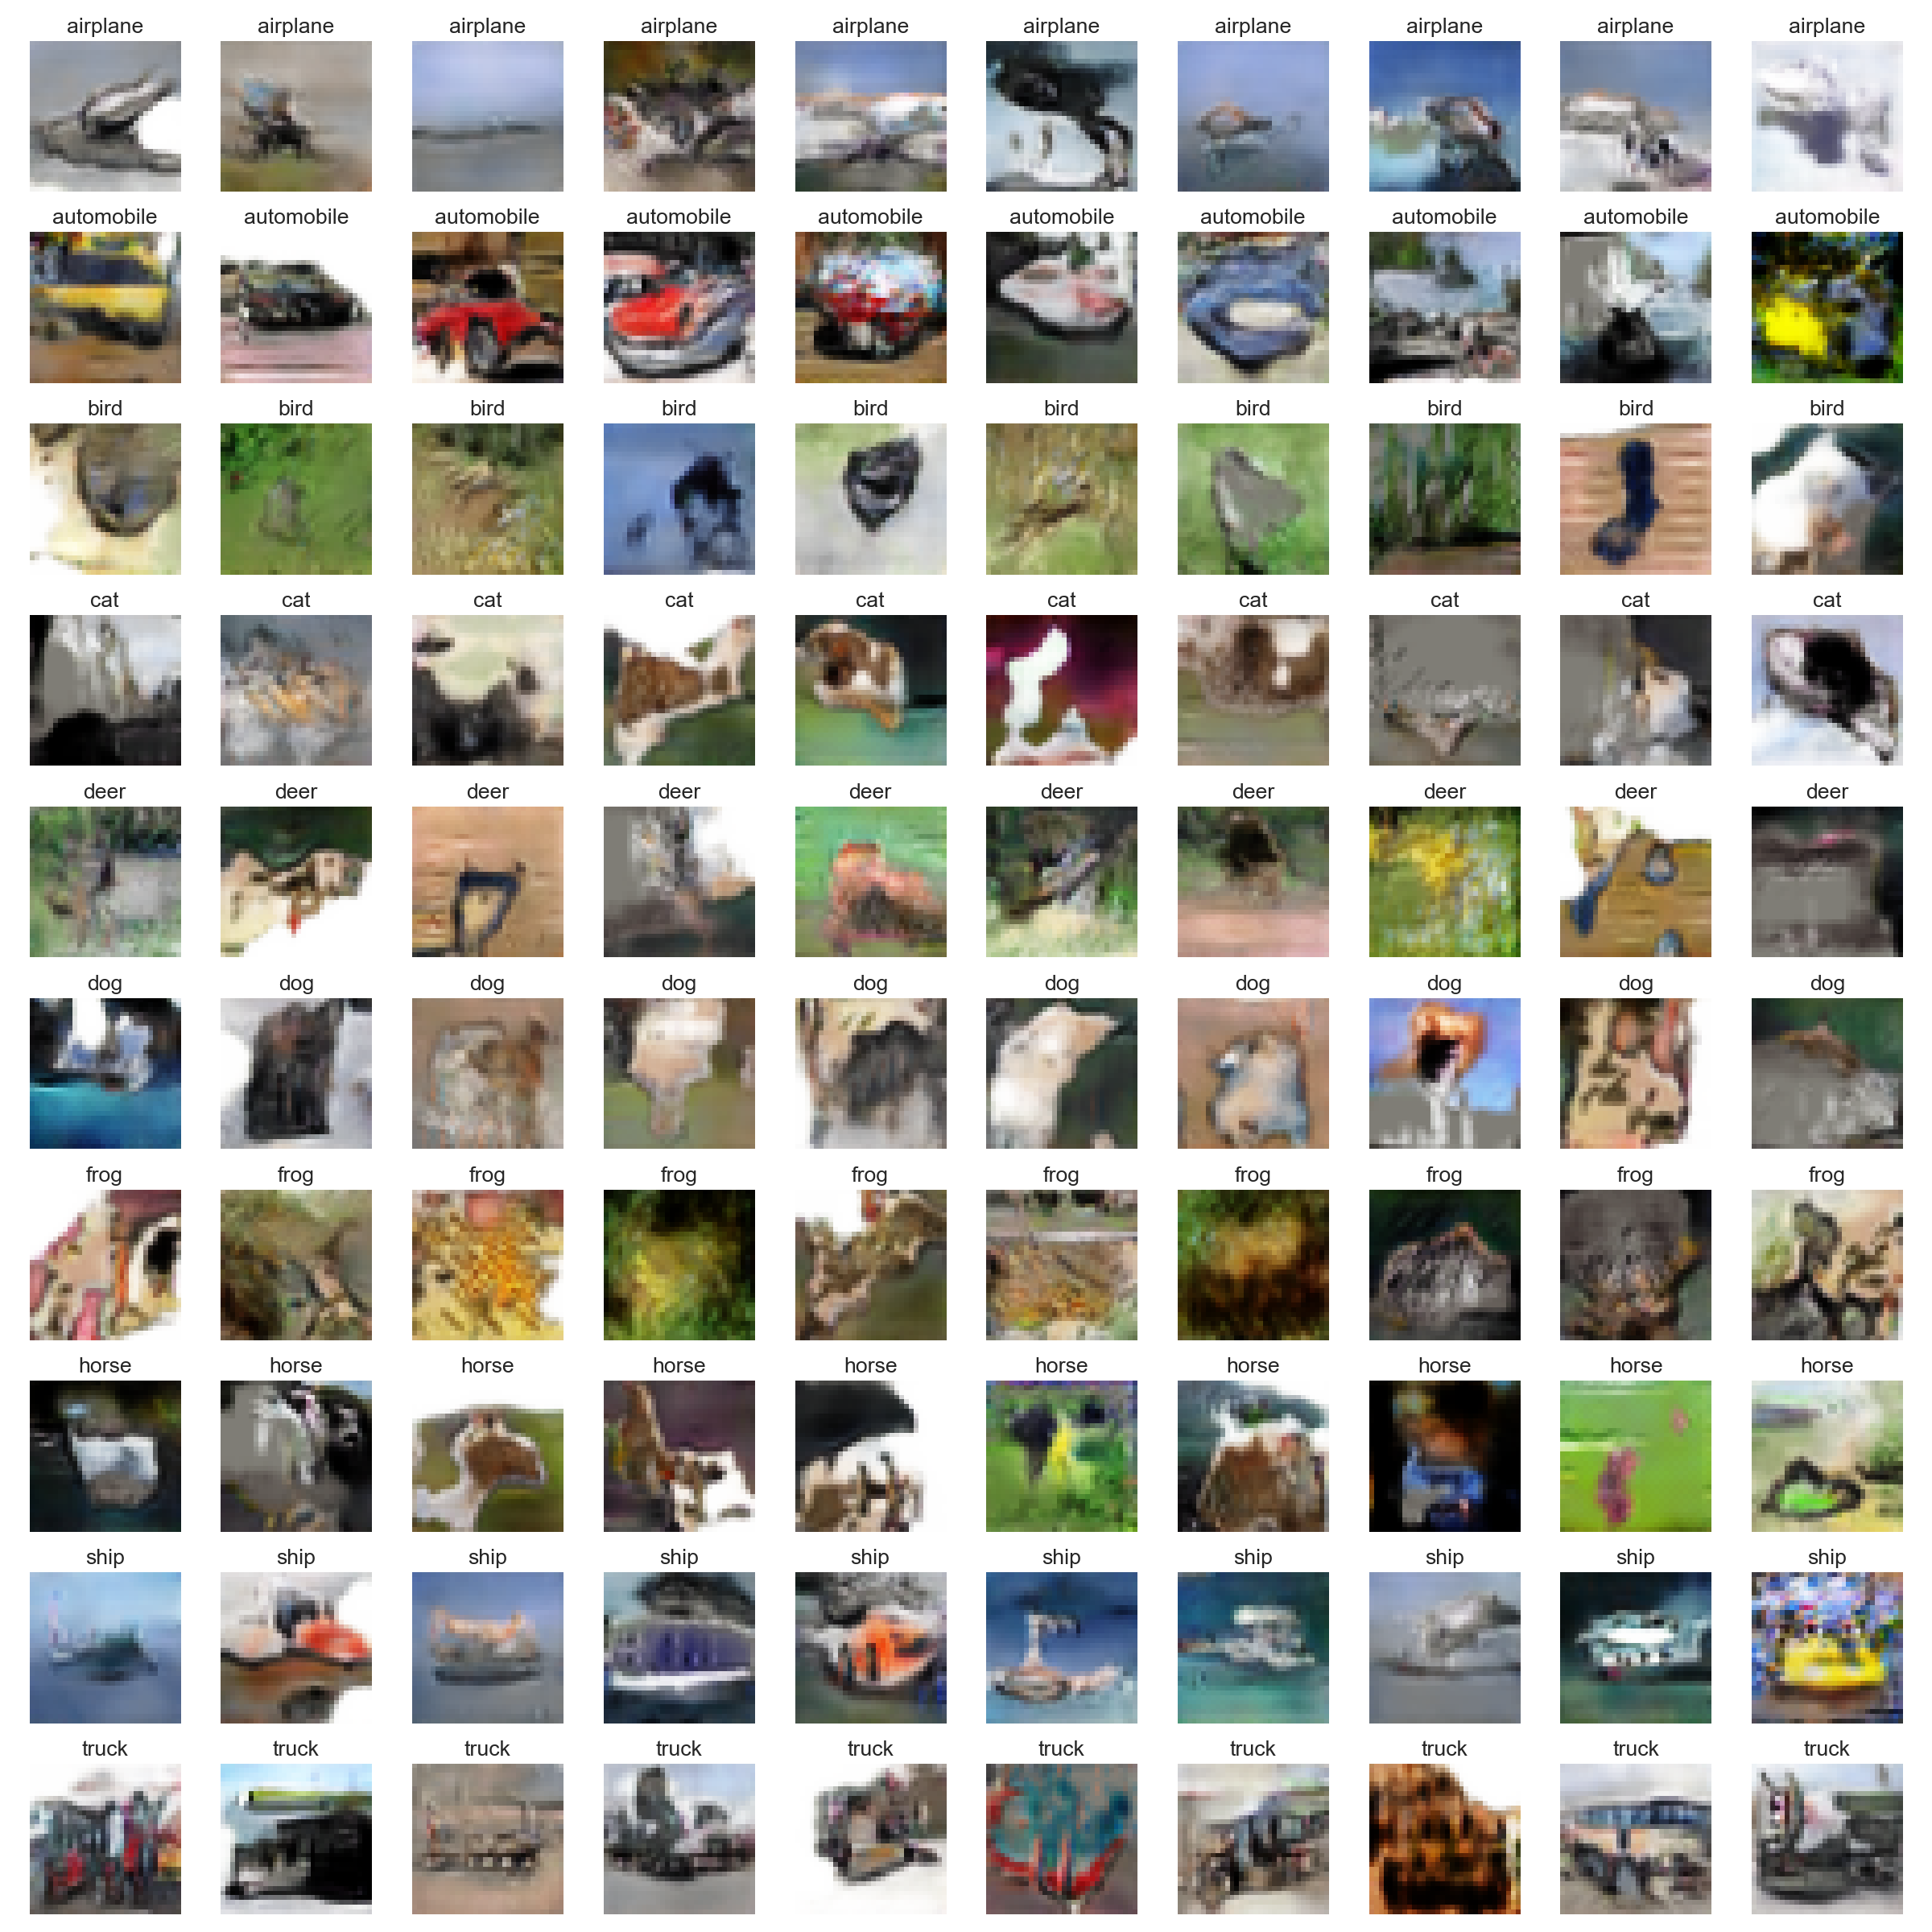 airplane airplane airplane airplane airplane airplane airplane airplane airplane airplane
automobile automobile automobile automobile automobile automobile automobile automobile automobile automobile
bird bird bird bird bird bird bird bird bird bird
cat cat cat cat cat cat cat cat cat cat
deer deer deer deer deer deer deer deer deer deer
dog dog dog dog dog dog dog dog dog dog
frog frog frog frog frog frog frog frog frog frog
horse horse horse horse horse horse horse horse horse horse
ship ship ship ship ship ship ship ship ship ship
truck truck truck truck truck truck truck truck truck truck